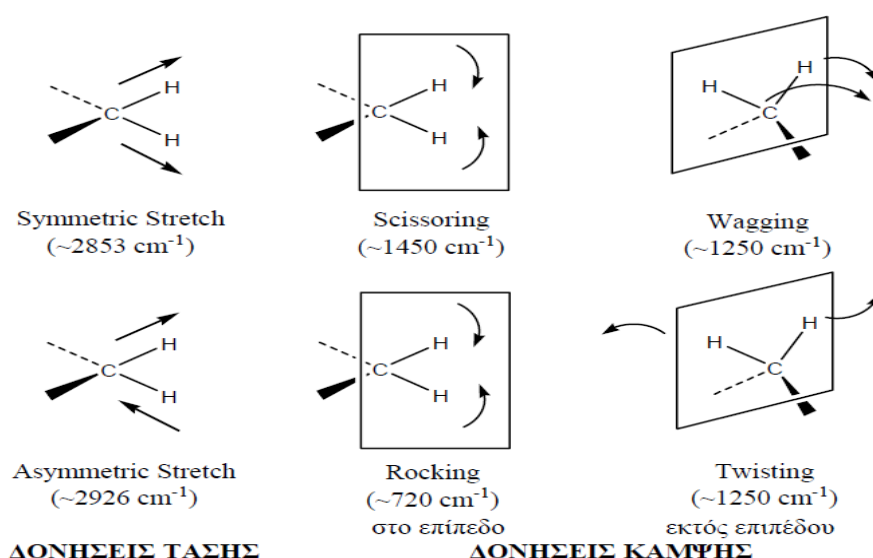 C
H
H
C
H
H
H
H
C
Symmetric Stretch
(~2853 cm⁻¹)
Scissoring
(~1450 cm⁻¹)
Wagging
(~1250 cm⁻¹)
C
H
H
C
H
H
H
H
C
Asymmetric Stretch
(~2926 cm⁻¹)
Rocking
(~720 cm⁻¹)
στο επίπεδο
Twisting
(~1250 cm⁻¹)
εκτός επιπέδου
ΔΟΝΗΣΕΙΣ ΤΑΣΗΣ
ΔΟΝΗΣΕΙΣ ΚΑΜΨΗΣ